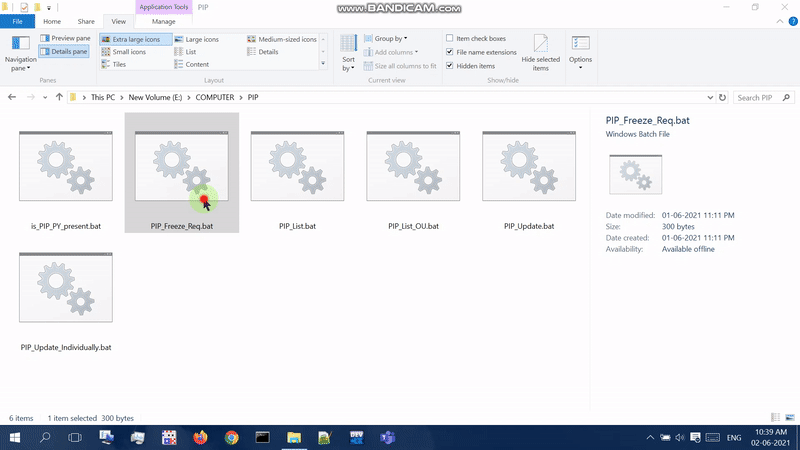 Application Tools
PIP
www.BANDICAM.com
File
Home
Share
View
Manage
Navigation pane
Preview pane
Details pane
Panes
Extra large icons
Large icons
Medium-sized icons
Small icons
List
Details
Tiles
Content
Layout
Sort by
Group by
Add columns
Size all columns to fit
Current view
Item check boxes
File name extensions
Hidden items
Hide selected items
Show/hide
Options
This PC > New Volume (E:) > COMPUTER > PIP
Search PIP
is_PIP_PY_present.bat
PIP_Freeze_Req.bat
PIP_List.bat
PIP_List_OU.bat
PIP_Update.bat
PIP_Update_Individually.bat
PIP_Freeze_Req.bat
Windows Batch File
Date modified: 01-06-2021 11:11 PM
Size: 300 bytes
Date created: 01-06-2021 11:11 PM
Availability: Available offline
6 items 1 item selected 300 bytes
ENG
10:39 AM
02-06-2021